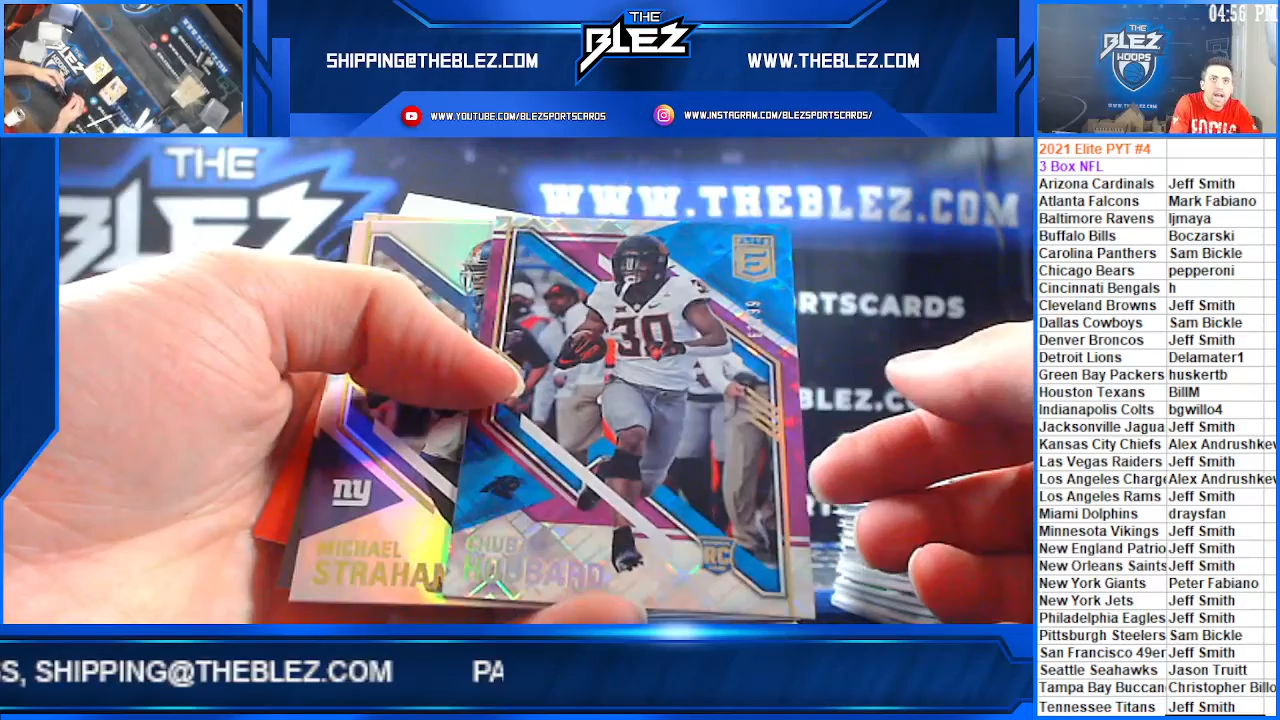 THE
BLEZ
SHIPPING@THEBLEZ.COM
WWW.THEBLEZ.COM
WWW.YOUTUBE.COM/BLEZSPORTSCARDS
WWW.INSTAGRAM.COM/BLEZSPORTSCARDS/
04:56 PM
THE
BLEZ
HOOPS
FOCUS
THE
WWW.THEBLEZ.COM
RTSCARDS
BLEZ.C
ELITE
E
30
ny
MICHAEL
STRAHAN
CHUB
HUBBARD
RC
S, SHIPPING@THEBLEZ.COM PA
2021 Elite PYT #4
3 Box NFL
Arizona Cardinals Jeff Smith
Atlanta Falcons Mark Fabiano
Baltimore Ravens ljmaya
Buffalo Bills Boczarski
Carolina Panthers Sam Bickle
Chicago Bears pepperoni
Cincinnati Bengals h
Cleveland Browns Jeff Smith
Dallas Cowboys Sam Bickle
Denver Broncos Jeff Smith
Detroit Lions Delamater1
Green Bay Packers huskertb
Houston Texans BillM
Indianapolis Colts bgwillo4
Jacksonville Jagua Jeff Smith
Kansas City Chiefs Alex Andrushkev
Las Vegas Raiders Jeff Smith
Los Angeles Charge Alex Andrushkev
Los Angeles Rams Jeff Smith
Miami Dolphins draysfan
Minnesota Vikings Jeff Smith
New England Patrio Jeff Smith
New Orleans Saints Jeff Smith
New York Giants Peter Fabiano
New York Jets Jeff Smith
Philadelphia Eagles Jeff Smith
Pittsburgh Steelers Sam Bickle
San Francisco 49er Jeff Smith
Seattle Seahawks Jason Truitt
Tampa Bay Buccan Christopher Billo
Tennessee Titans Jeff Smith